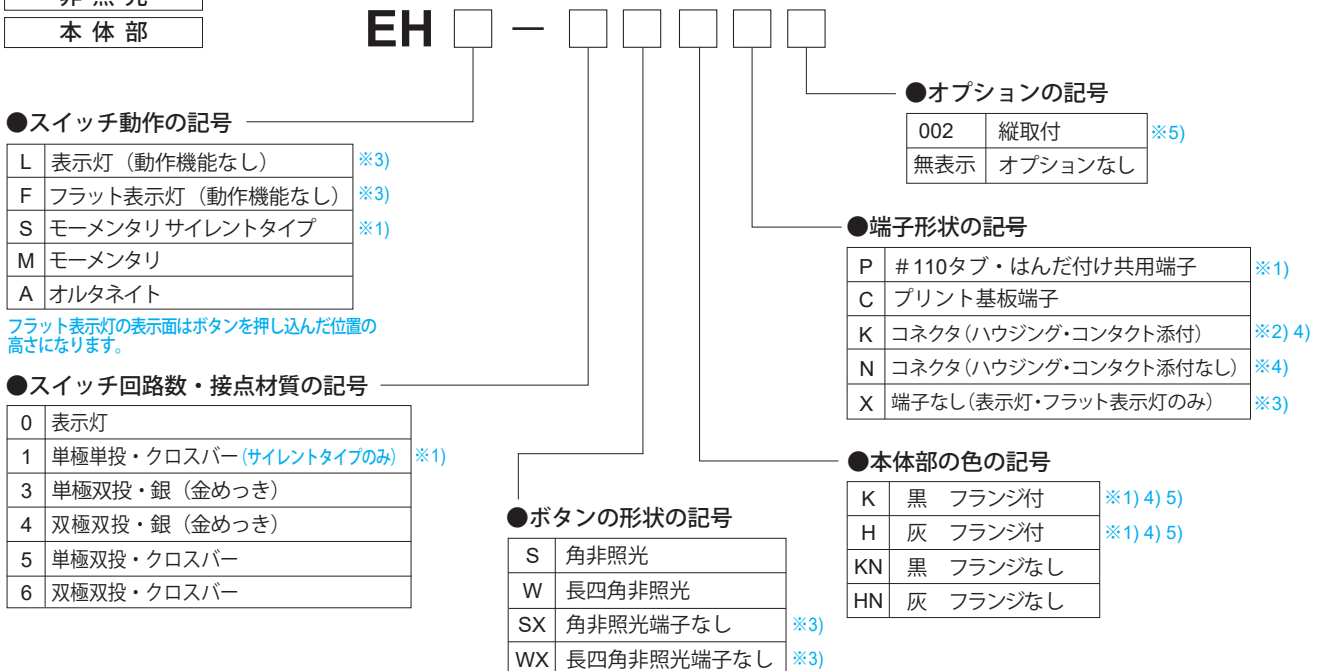 非 照 光
本 体 部
EH □ － □ □ □ □ □
●スイッチ動作の記号
L 表示灯（動作機能なし） ※3)
F フラット表示灯（動作機能なし） ※3)
S モーメンタリ サイレントタイプ ※1)
M モーメンタリ
A オルタネイト
フラット表示灯の表示面はボタンを押し込んだ位置の
高さになります。
●スイッチ回路数・接点材質の記号
0 表示灯
1 単極単投・クロスバー（サイレントタイプのみ） ※1)
3 単極双投・銀（金めっき）
4 双極双投・銀（金めっき）
5 単極双投・クロスバー
6 双極双投・クロスバー
●ボタンの形状の記号
S 角非照光
W 長四角非照光
SX 角非照光端子なし ※3)
WX 長四角非照光端子なし ※3)
●オプションの記号
002 縦取付 ※5)
無表示 オプションなし
●端子形状の記号
P ＃110タブ・はんだ付け共用端子 ※1)
C プリント基板端子
K コネクタ（ハウジング・コンタクト添付） ※2) 4)
N コネクタ（ハウジング・コンタクト添付なし） ※4)
X 端子なし（表示灯・フラット表示灯のみ） ※3)
●本体部の色の記号
K 黒 フランジ付 ※1) 4) 5)
H 灰 フランジ付 ※1) 4) 5)
KN 黒 フランジなし
HN 灰 フランジなし